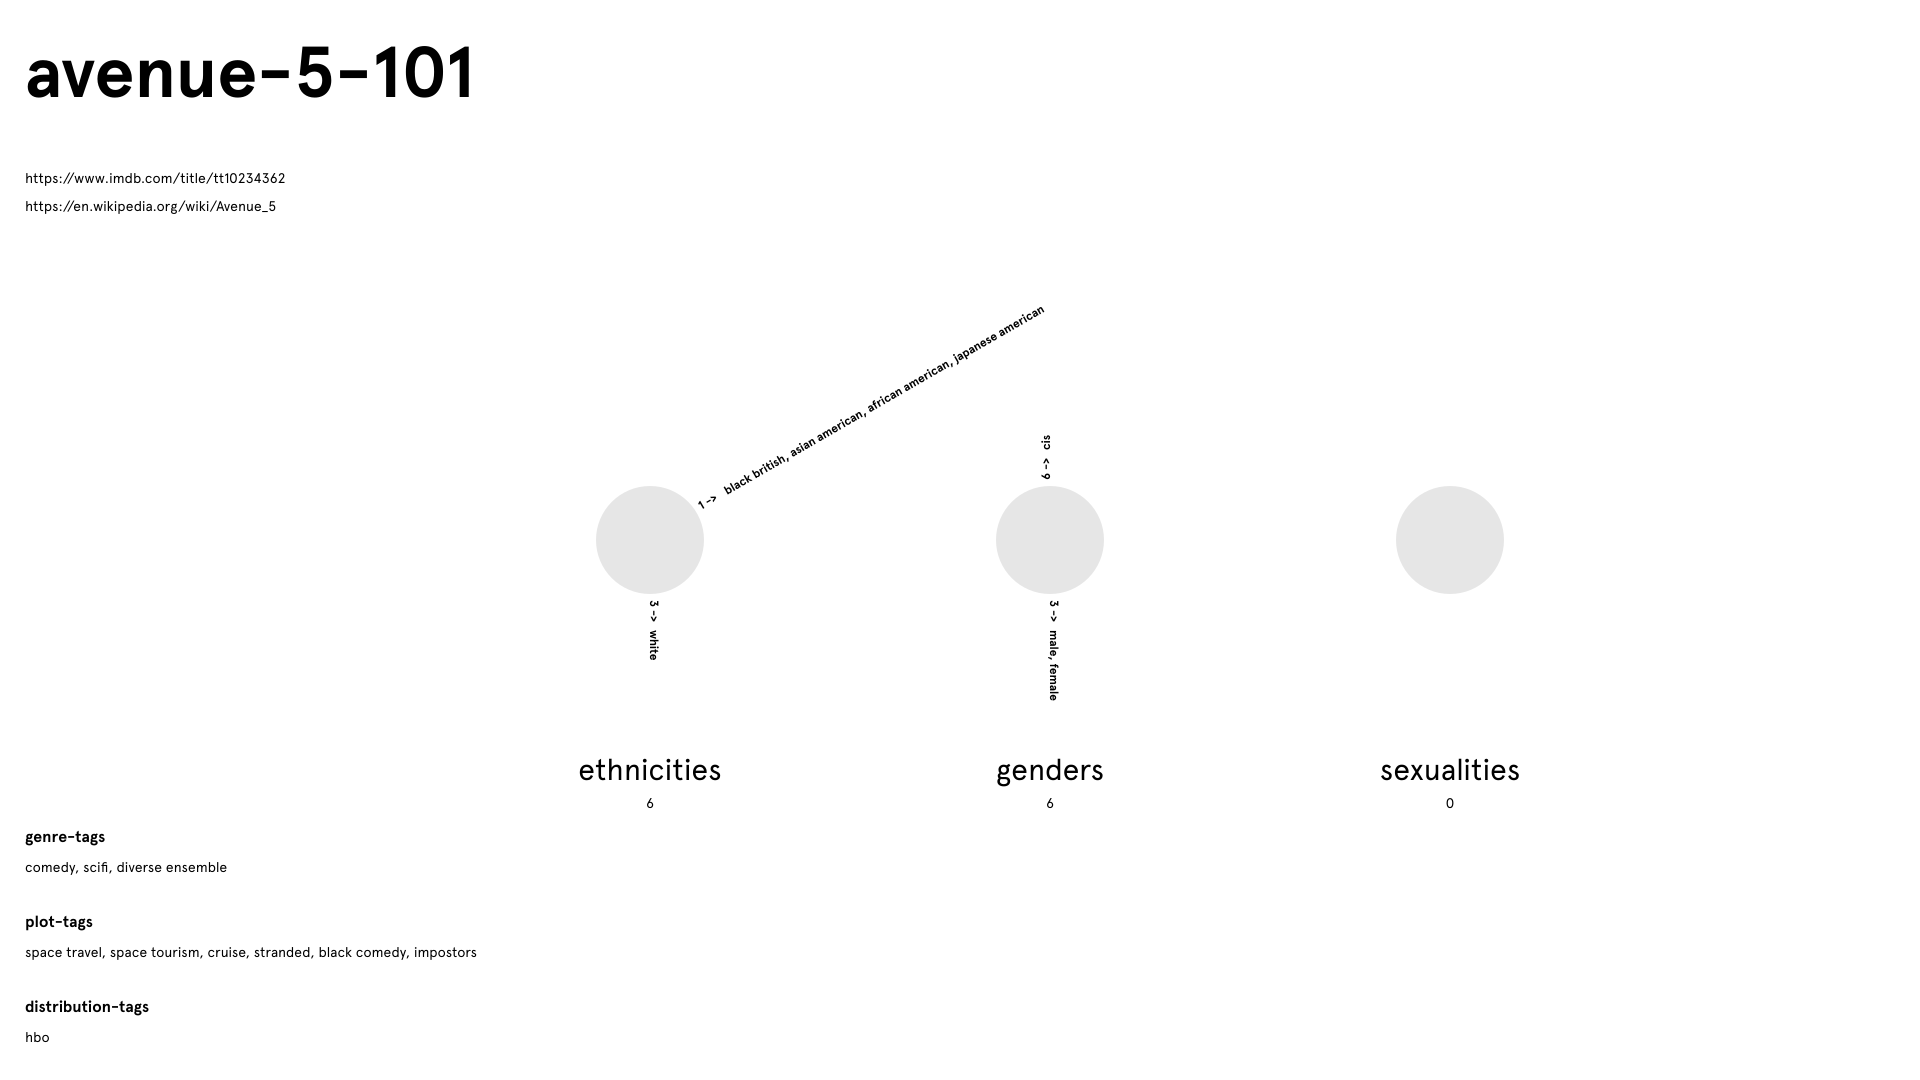 avenue-5-101
https://www.imdb.com/title/tt10234362
https://en.wikipedia.org/wiki/Avenue_5
1 -> black british, asian american, african american, japanese american
3 -> white
ethnicities
6
6 -> cis
3 -> male, female
genders
6
sexualities
0
genre-tags
comedy, scifi, diverse ensemble
plot-tags
space travel, space tourism, cruise, stranded, black comedy, impostors
distribution-tags
hbo